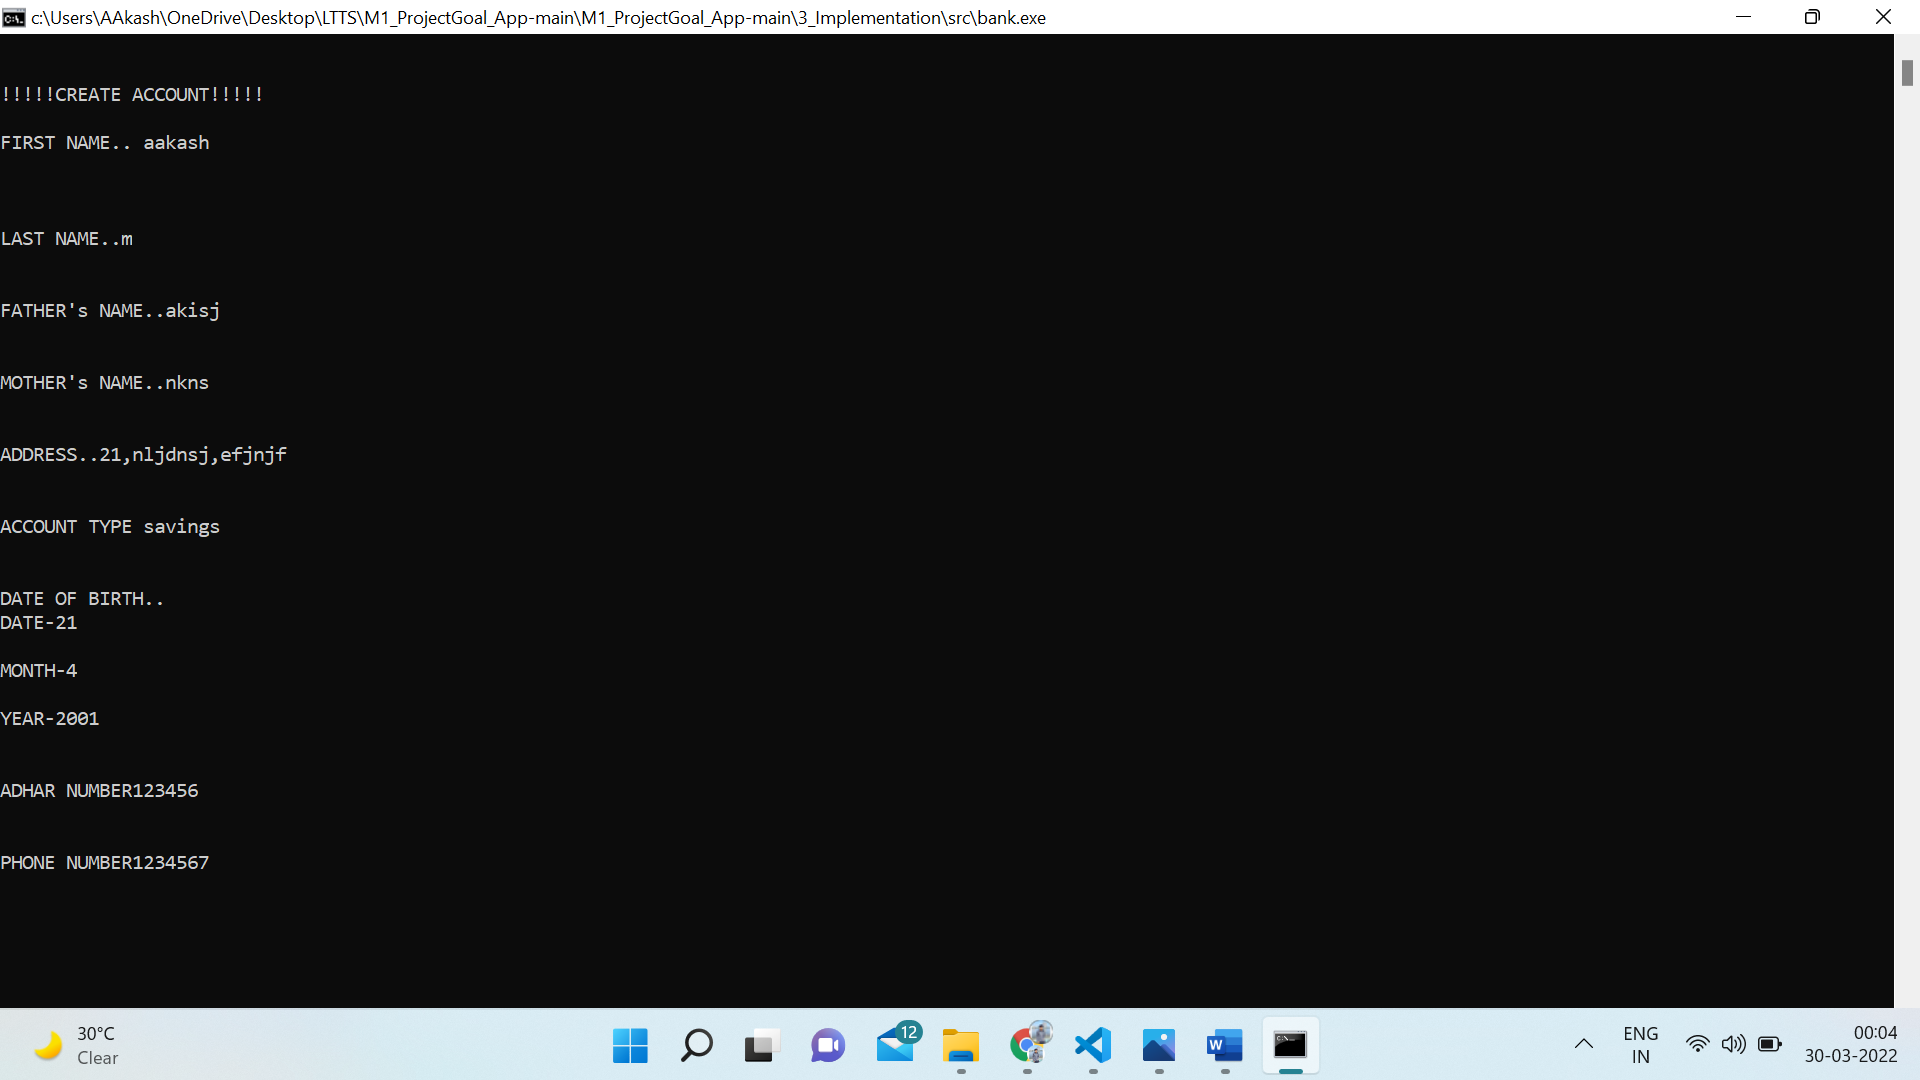 c:\Users\AAkash\OneDrive\Desktop\LTTS\M1_ProjectGoal_App-main\M1_ProjectGoal_App-main\3_Implementation\src\bank.exe
!!!!!CREATE ACCOUNT!!!!!
FIRST NAME.. aakash
LAST NAME..m
FATHER's NAME..akisj
MOTHER's NAME..nkns
ADDRESS..21,nljdnsj,efjnjf
ACCOUNT TYPE savings
DATE OF BIRTH..
DATE-21
MONTH-4
YEAR-2001
ADHAR NUMBER123456
PHONE NUMBER1234567
30°C
Clear
12
ENG
IN
00:04
30-03-2022